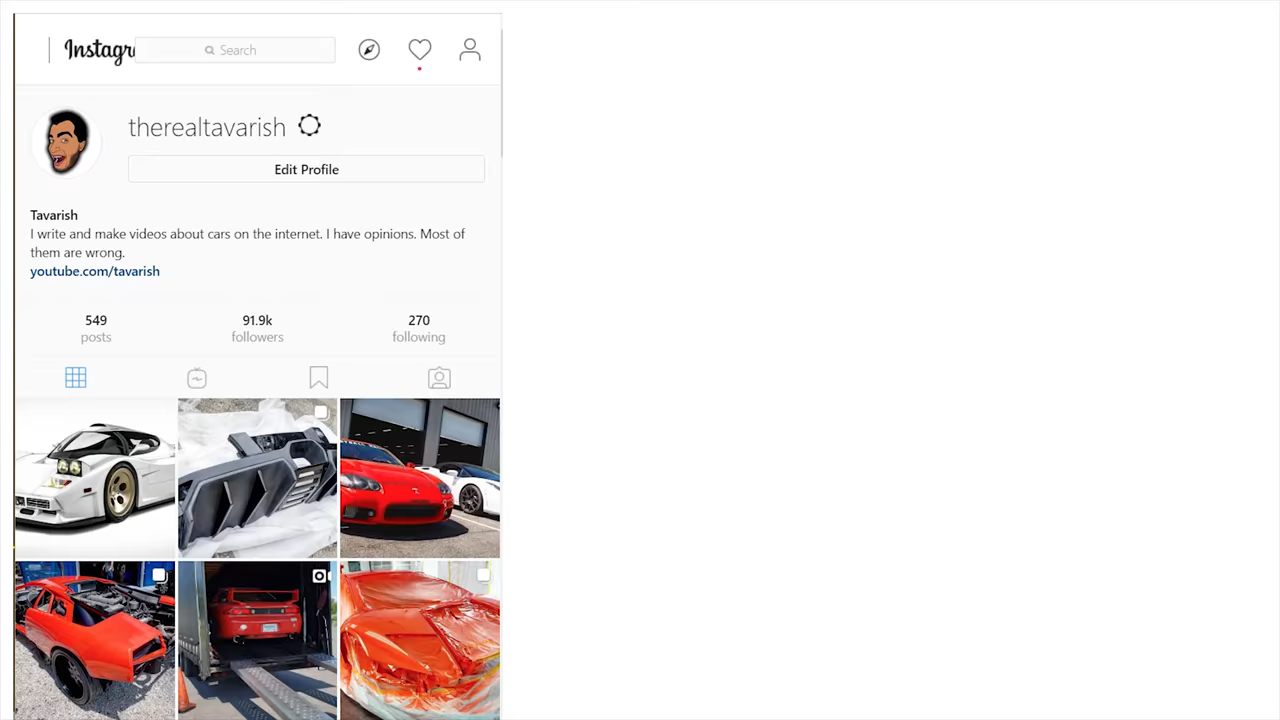 Instagr
Search
therealtavarish
Edit Profile
Tavarish
I write and make videos about cars on the internet. I have opinions. Most of
them are wrong.
youtube.com/tavarish
549 91.9k 270
posts followers following